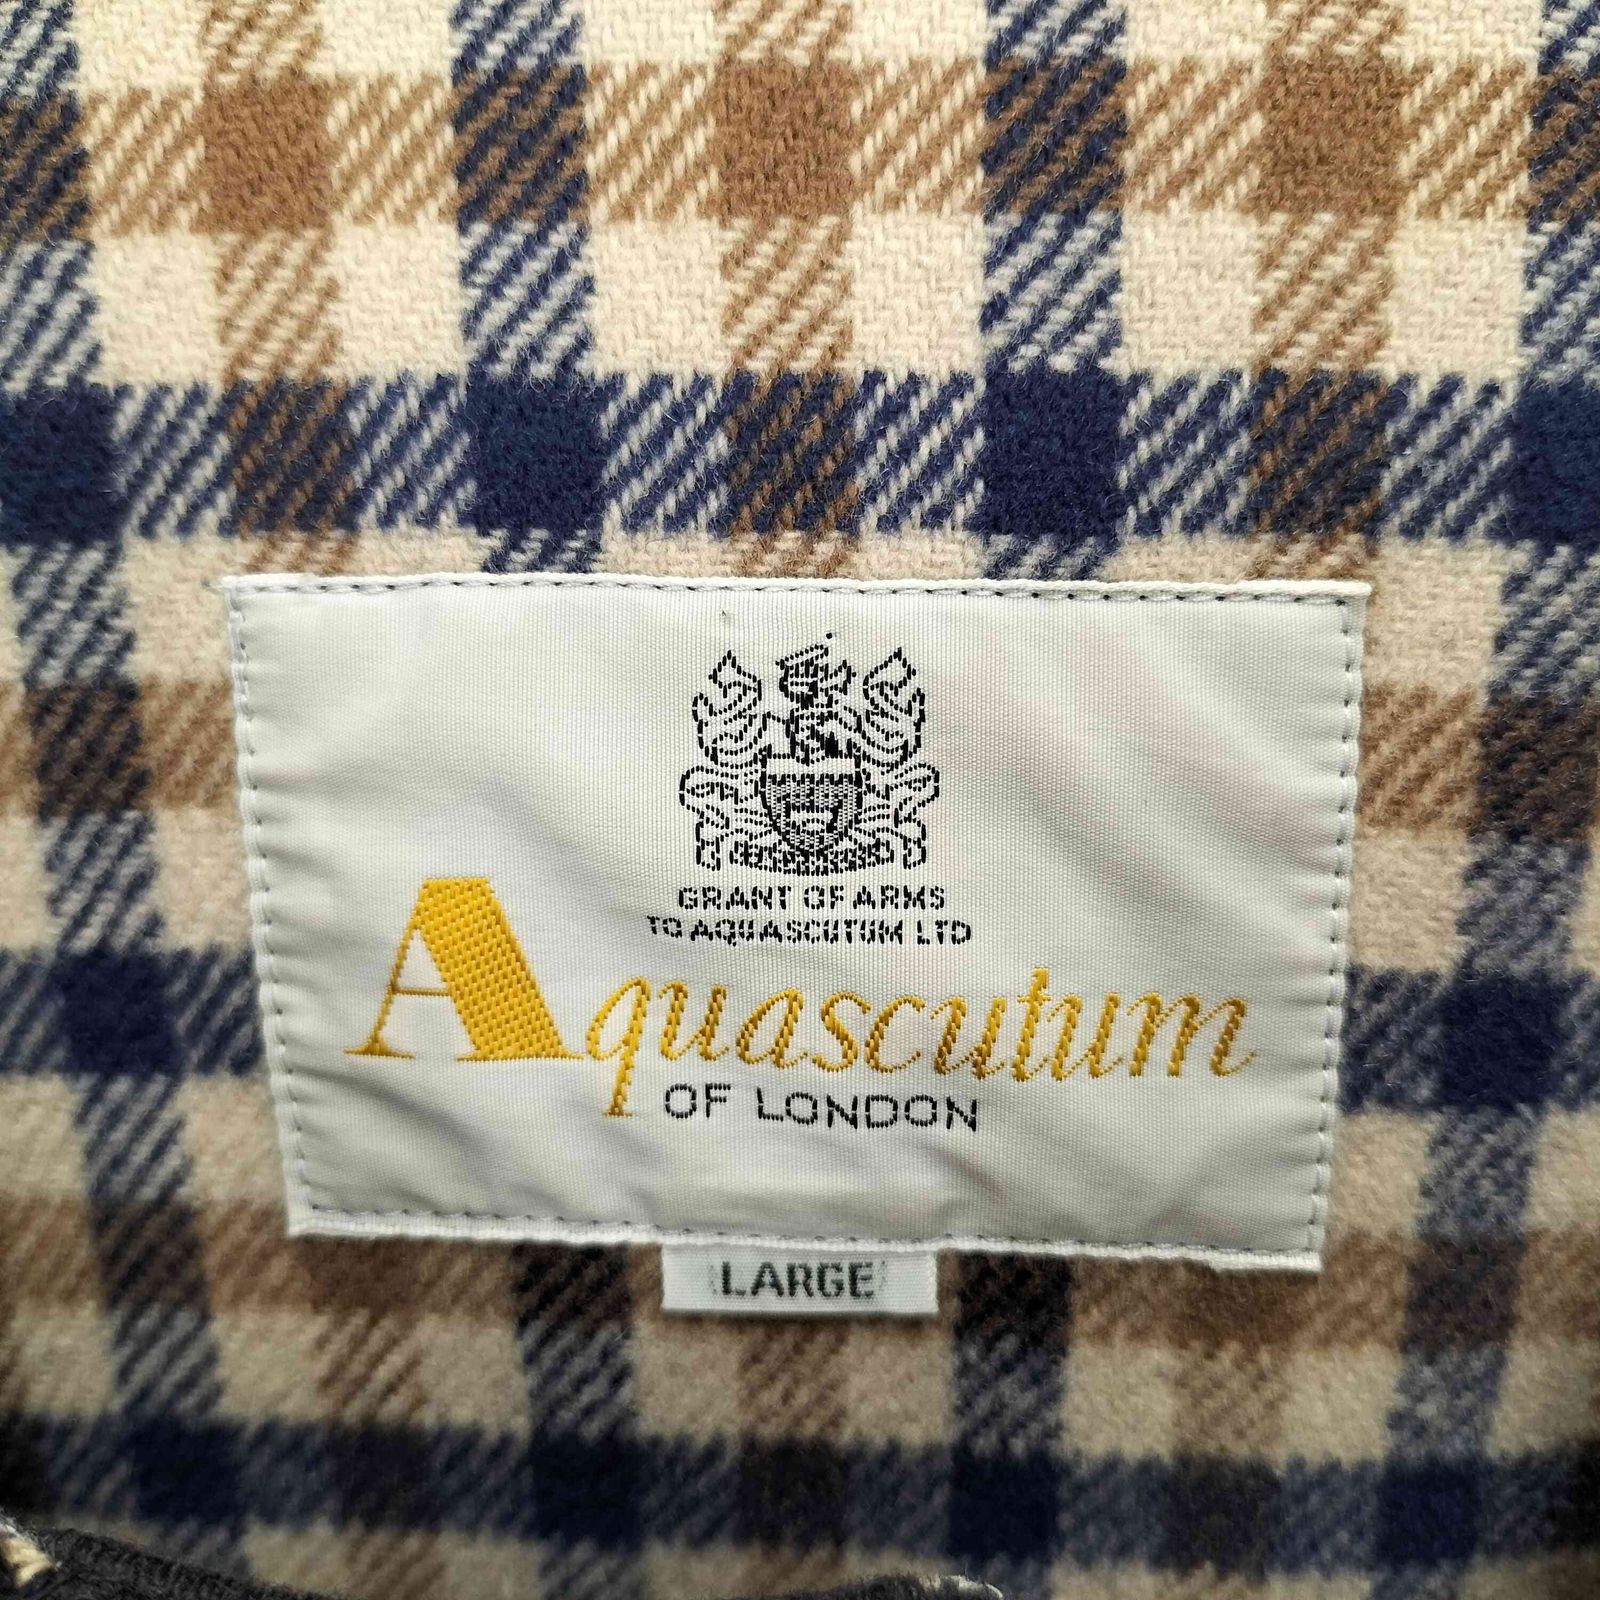 GRANT OF ARMS
TO AQUASCUTUM LTD
Aquascutum
OF LONDON
LARGE